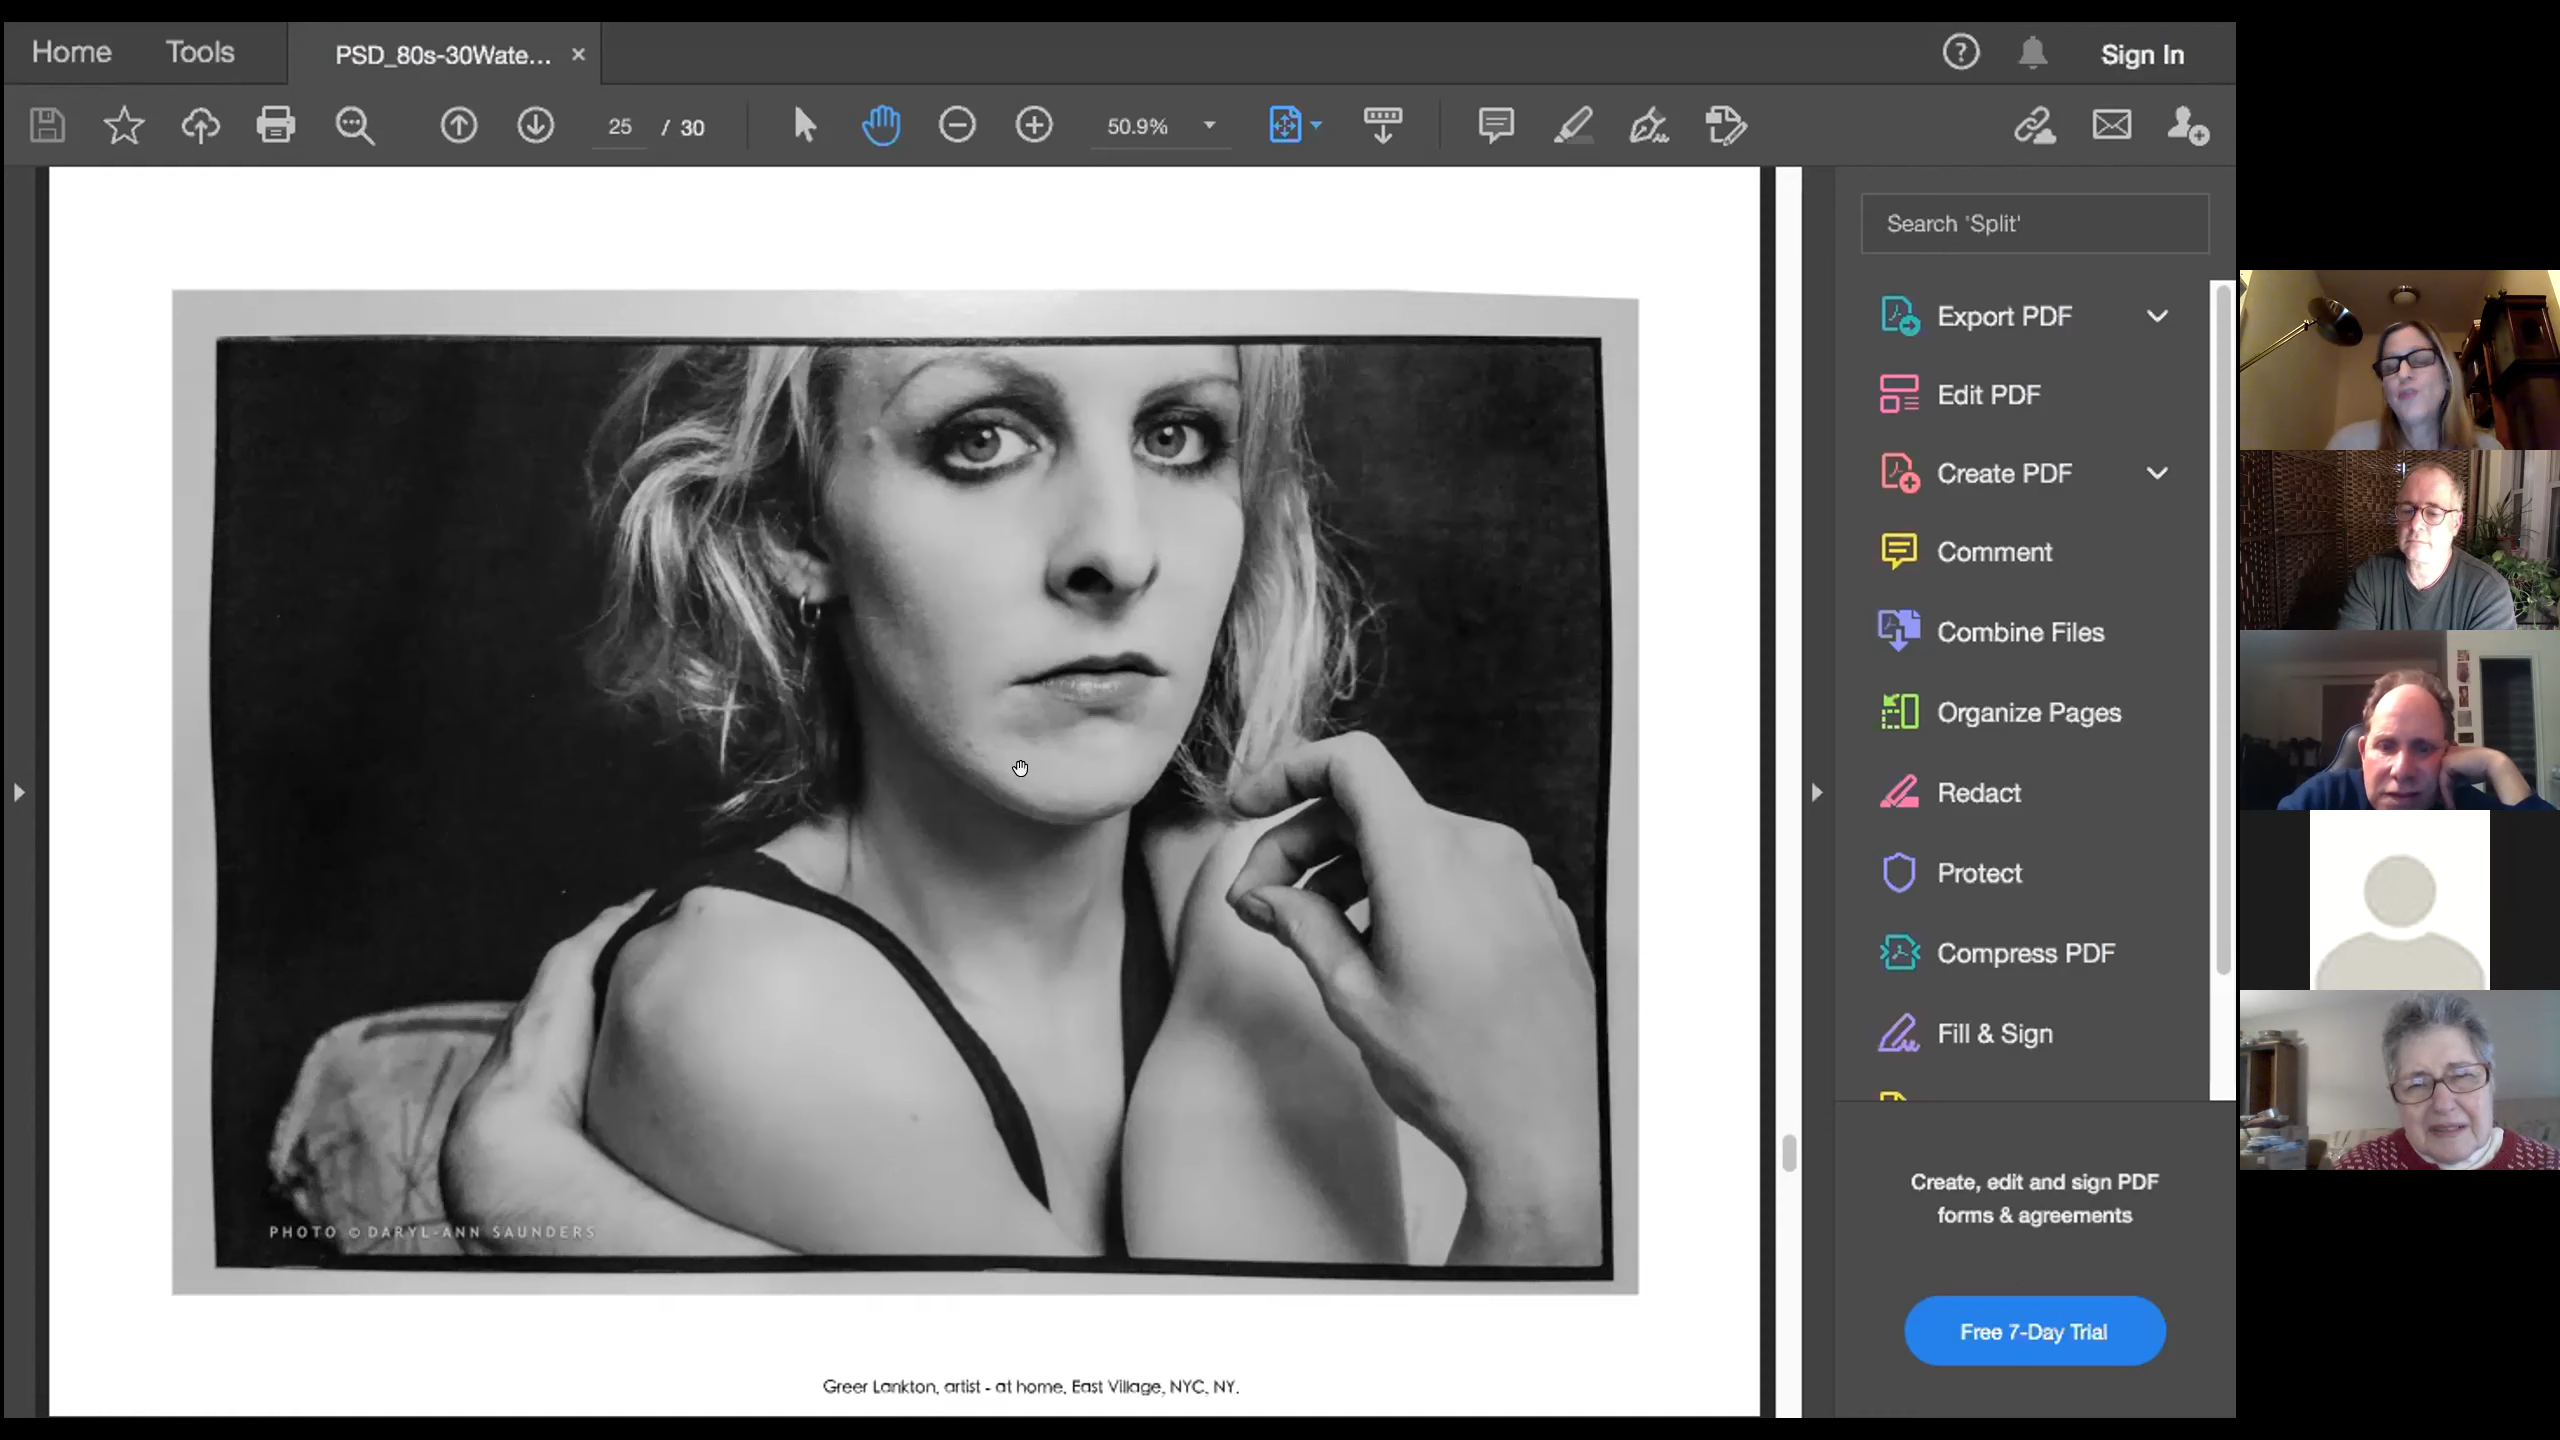 Home
Tools
PSD_80s-30Wate...
Sign In
25 / 30
50.9%
Search 'Split'
Export PDF
Edit PDF
Create PDF
Comment
Combine Files
Organize Pages
Redact
Protect
Compress PDF
Fill & Sign
Create, edit and sign PDF
forms & agreements
Free 7-Day Trial
PHOTO © DARYL-ANN SAUNDERS
Greer Lankton, artist - at home, East Village, NYC, NY.